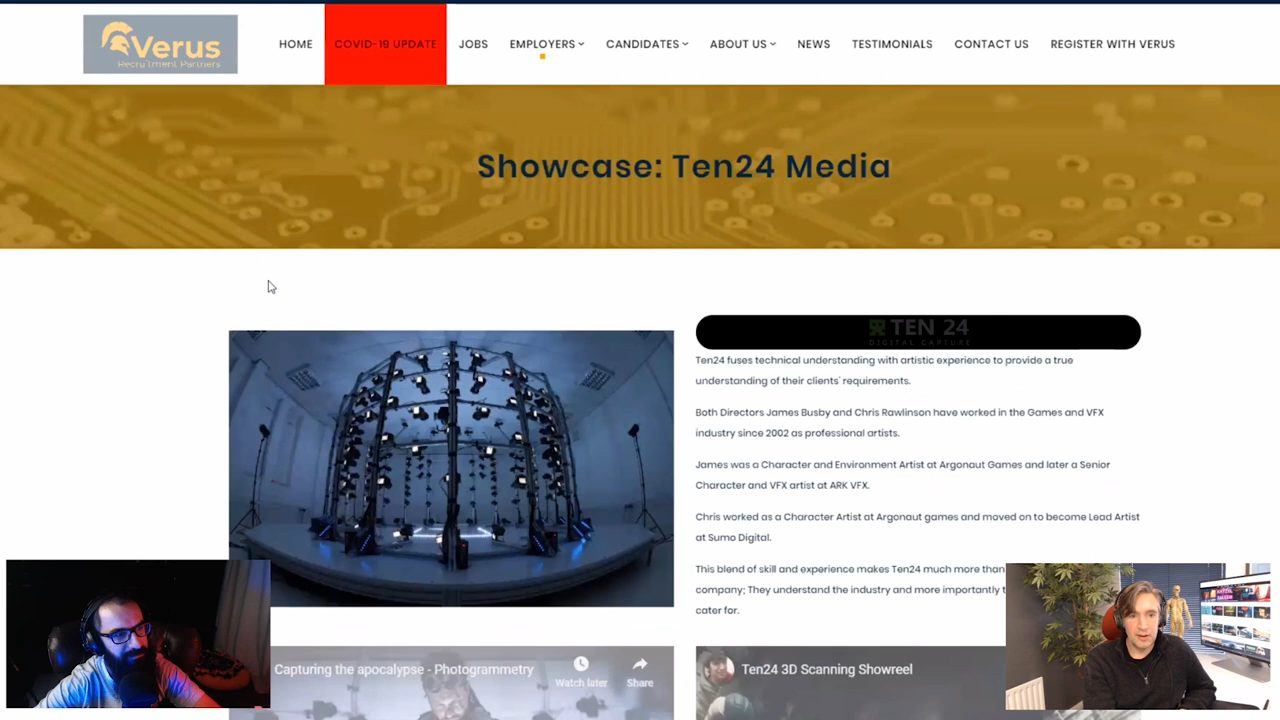 Verus
Recruitment Partners
HOME
COVID-19 UPDATE
JOBS
EMPLOYERS
CANDIDATES
ABOUT US
NEWS
TESTIMONIALS
CONTACT US
REGISTER WITH VERUS
Showcase: Ten24 Media
TEN 24
DIGITAL CAPTURE
Ten24 fuses technical understanding with artistic experience to provide a true
understanding of their clients' requirements.
Both Directors James Busby and Chris Rawlinson have worked in the Games and VFX
industry since 2002 as professional artists.
James was a Character and Environment Artist at Argonaut Games and later a Senior
Character and VFX artist at ARK VFX.
Chris worked as a Character Artist at Argonaut games and moved on to become Lead Artist
at Sumo Digital.
This blend of skill and experience makes Ten24 much more than
company; They understand the industry and more importantly
cater for.
Capturing the apocalypse - Photogrammetry
Watch later
Share
Ten24 3D Scanning Showreel